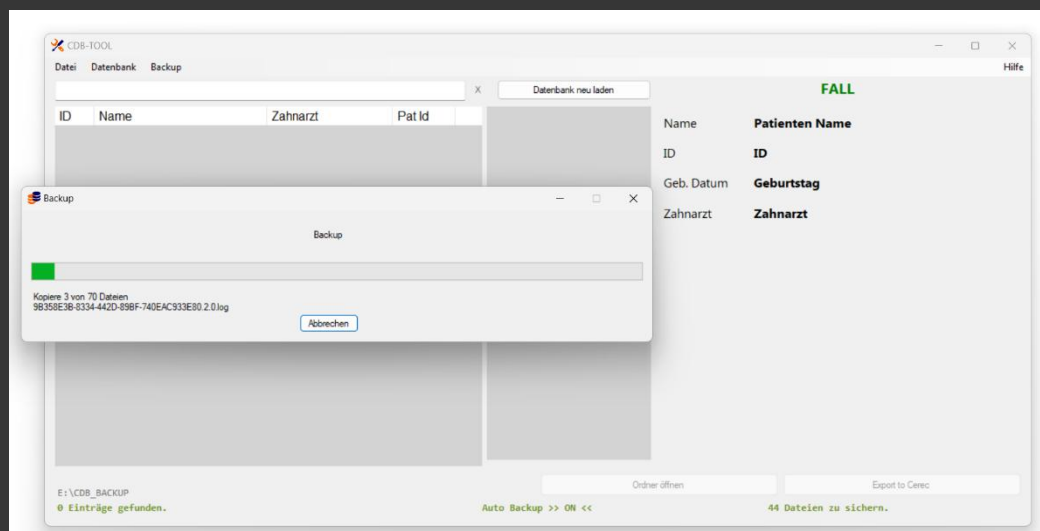 CDB-TOOL
Datei Datenbank Backup Hilfe
X Datenbank neu laden FALL
ID Name Zahnarzt Pat Id
Name Patienten Name
ID ID
Geb. Datum Geburtstag
Zahnarzt Zahnarzt
Backup
Backup
Kopiere 3 von 70 Dateien
9B358E3B-8334-442D-89BF-740EAC933E80.2.0.log
Abbrechen
Ordner öffnen Export to Cerec
E:\CDB_BACKUP
0 Einträge gefunden. Auto Backup >> ON << 44 Dateien zu sichern.